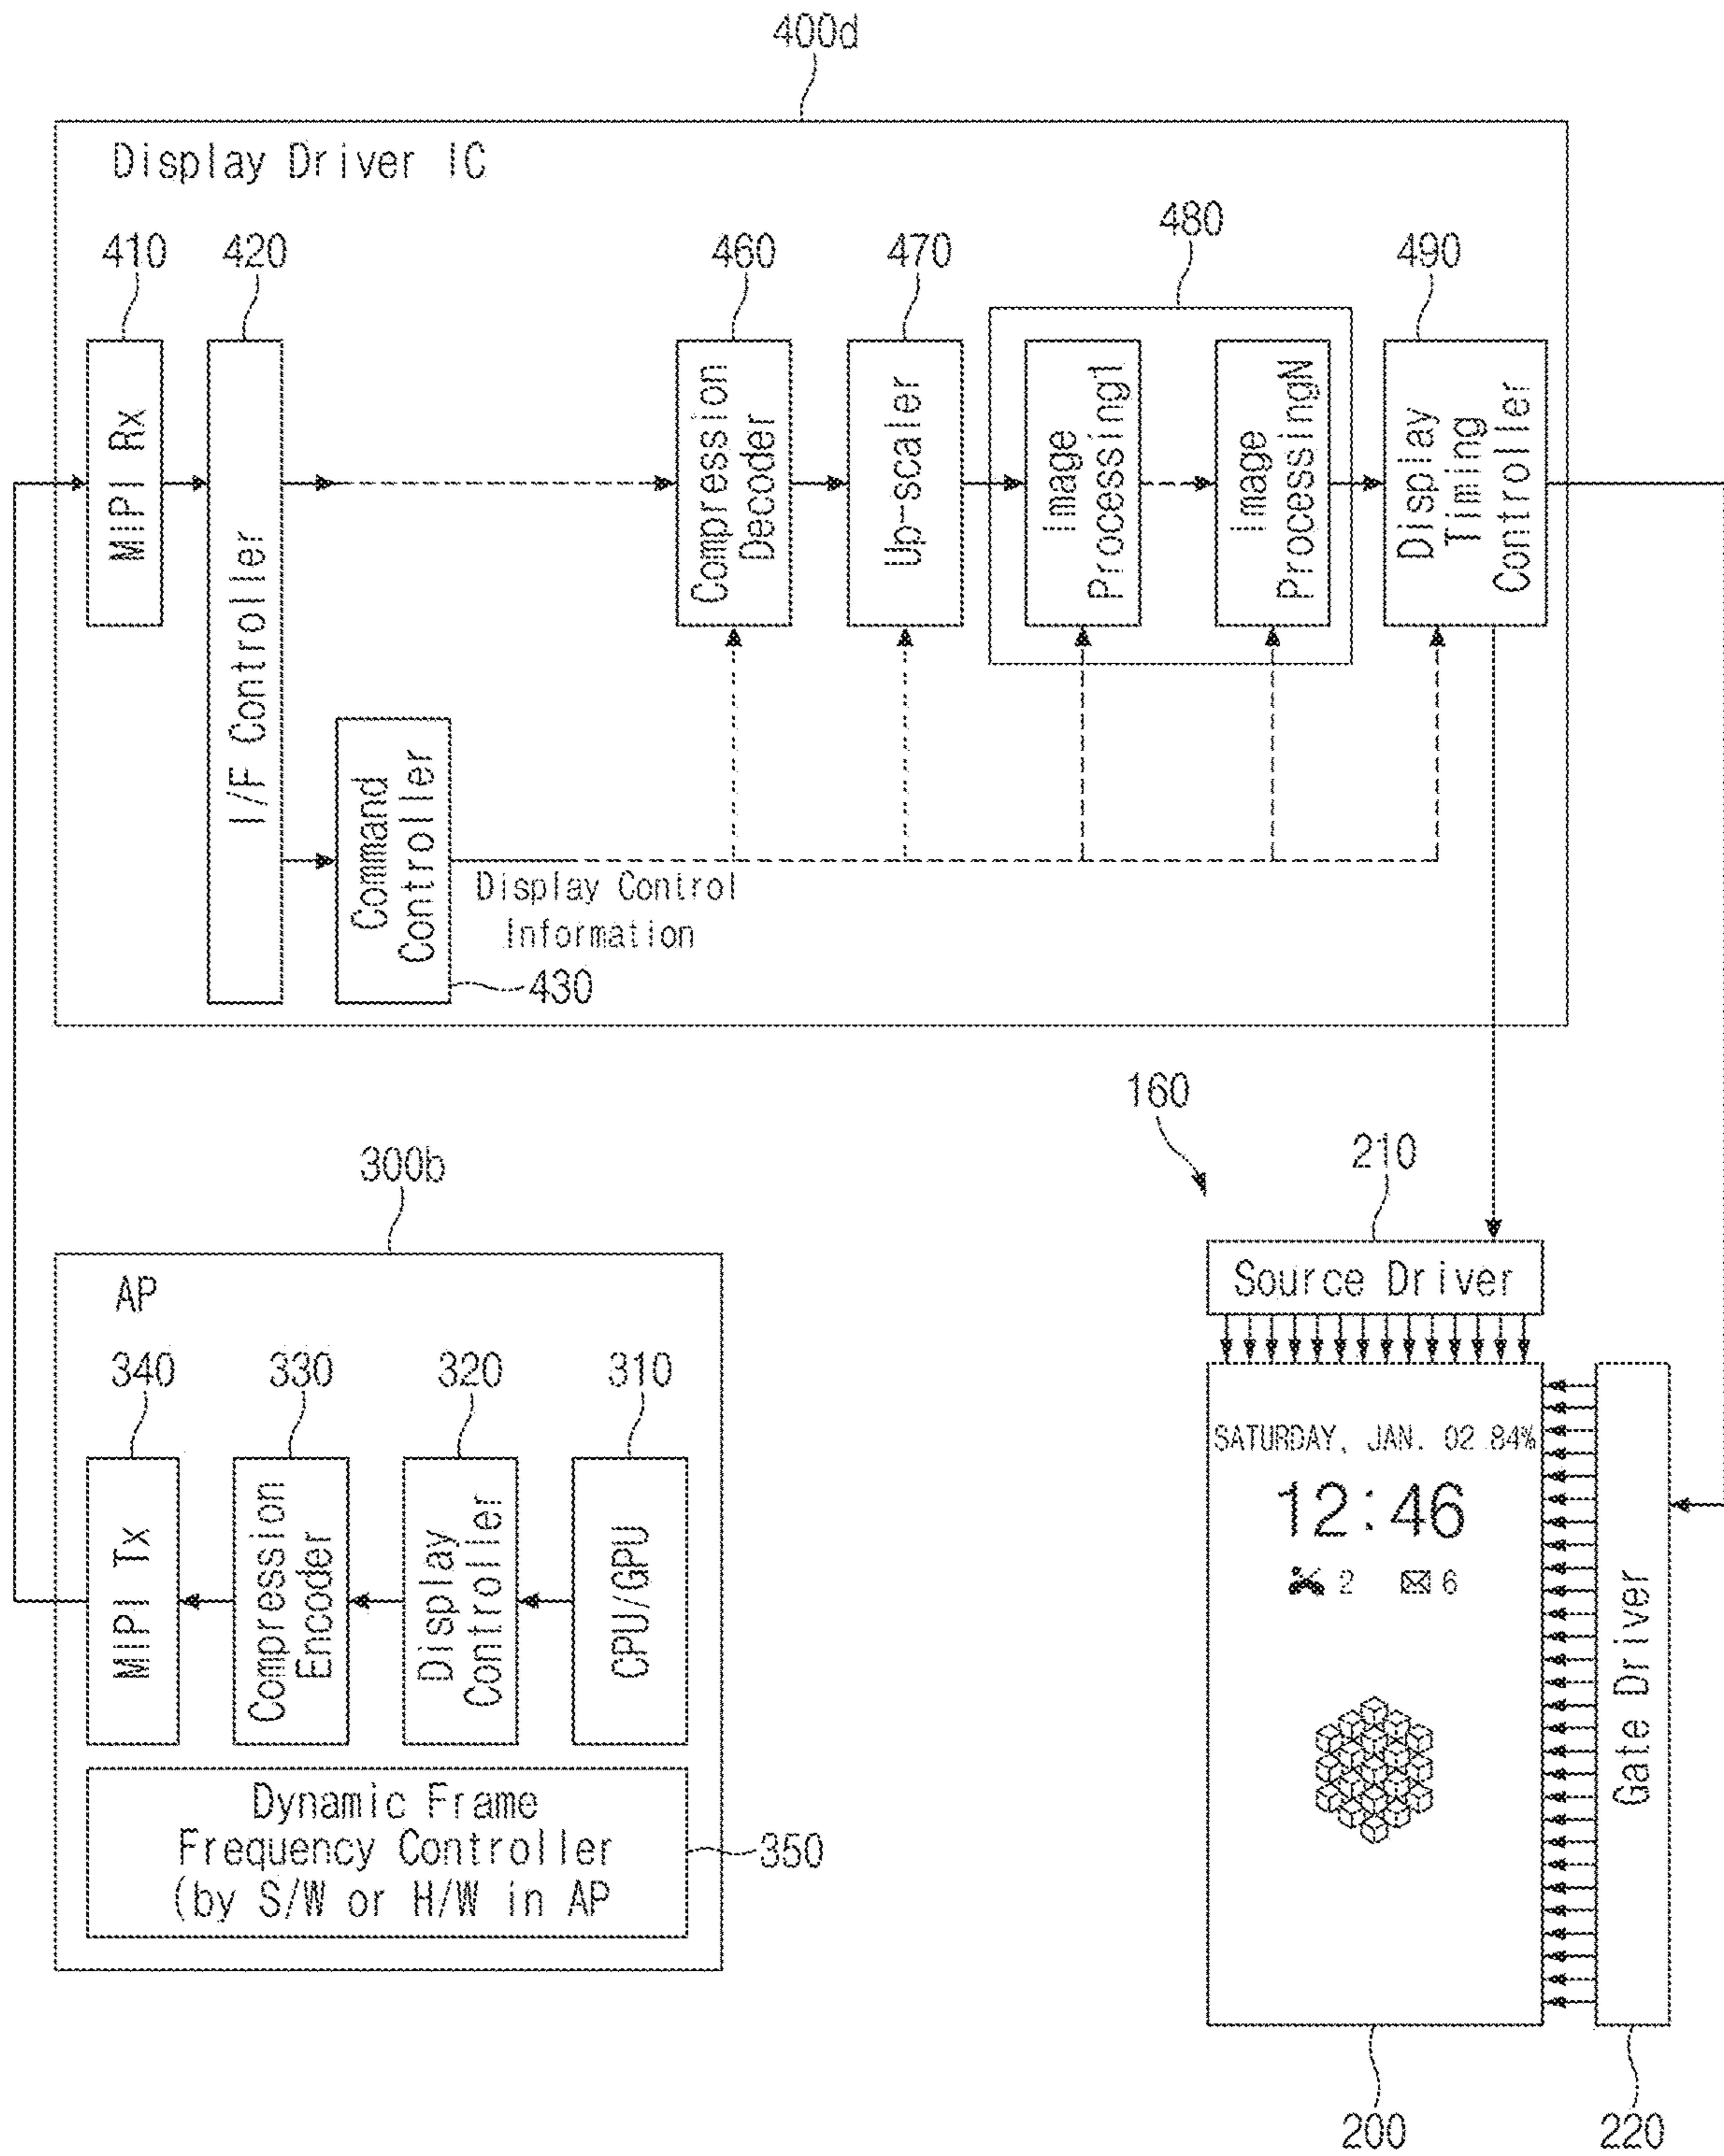 400d
Display Driver IC
410
420
460
470
480
490
MIPI Rx
I/F Controller
Compression
Decoder
Up-scaler
Image
Processing1
Image
ProcessingN
Display
Timing
Controller
Command
Controller
Display Control
Information
430
160
210
300b
Source Driver
AP
340
330
320
310
MIPI Tx
Compression
Encoder
Display
Controller
CPU/GPU
Dynamic Frame
Frequency Controller
(by S/W or H/W in AP
350
SATURDAY, JAN. 02 84%
12:46
2
6
Gate Driver
200
220